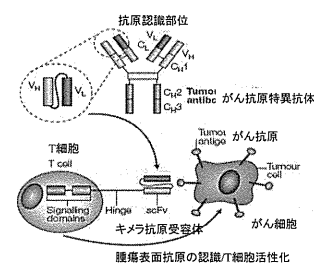 抗原認識部位
VH
VL
CL
VL
VH
CH1
CH2
CH3
Tumor
antibo
がん抗原特異抗体
T細胞
T cell
Tumor
antige
がん抗原
Tumour
cell
Signalling
domains
Hinge
scFv
がん細胞
キメラ抗原受容体
腫瘍表面抗原の認識/T細胞活性化